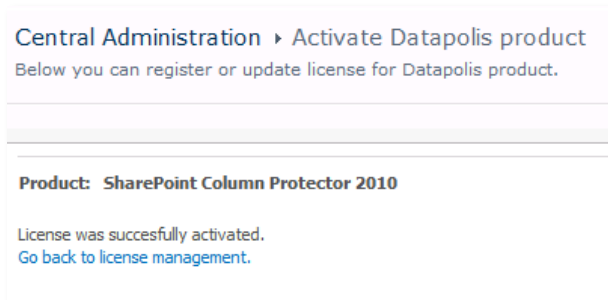 Central Administration ▸ Activate Datapolis product
Below you can register or update license for Datapolis product.
Product: SharePoint Column Protector 2010
License was succesfully activated.
Go back to license management.